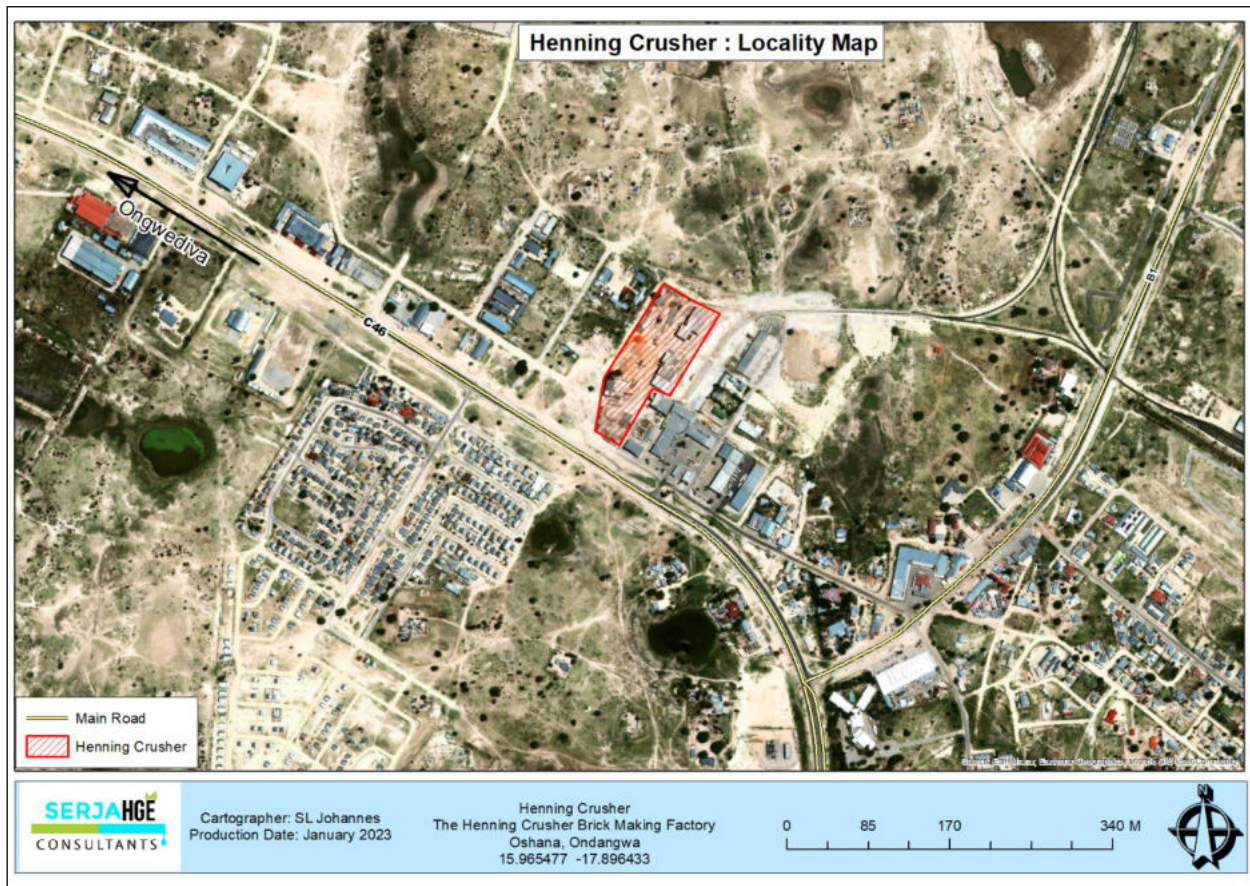 Henning Crusher : Locality Map
Ongwediva
C46
B1
Main Road
Henning Crusher
SERJAHGE
CONSULTANTS
Cartographer: SL Johannes
Production Date: January 2023
Henning Crusher
The Henning Crusher Brick Making Factory
Oshana, Ondangwa
15.965477 -17.896433
0 85 170 340 M
N